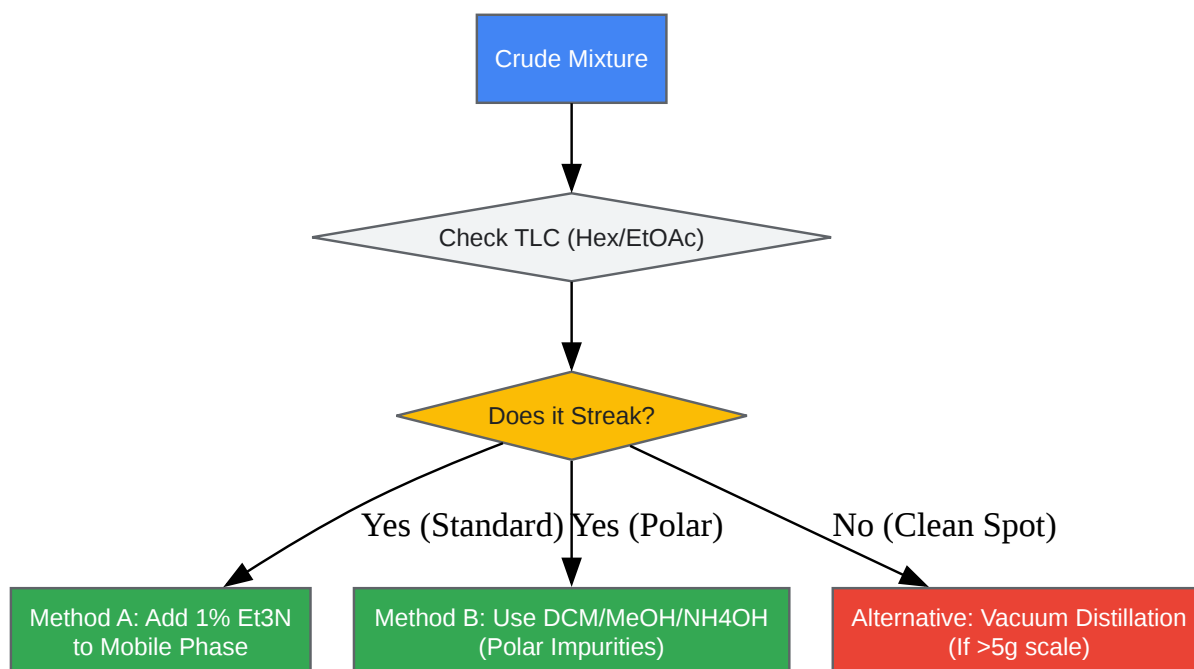 Crude Mixture
Check TLC (Hex/EtOAc)
Does it Streak?
Yes (Standard)
Yes (Polar)
No (Clean Spot)
Method A: Add 1% Et3N
to Mobile Phase
Method B: Use DCM/MeOH/NH4OH
(Polar Impurities)
Alternative: Vacuum Distillation
(If >5g scale)